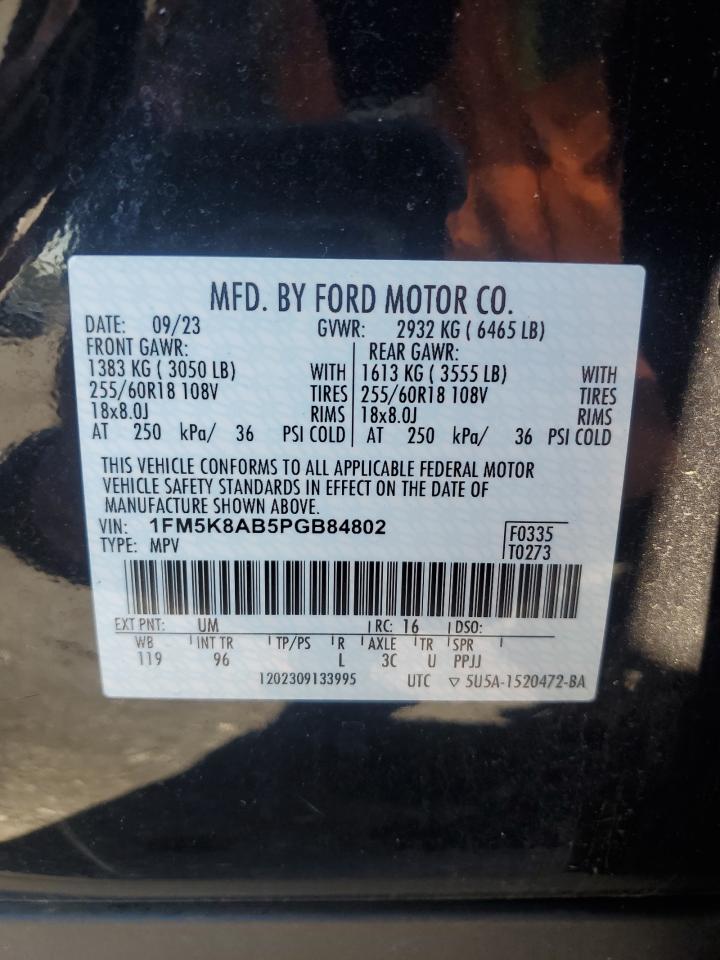 MFD. BY FORD MOTOR CO.
DATE: 09/23 GVWR: 2932 KG ( 6465 LB)
FRONT GAWR: REAR GAWR:
1383 KG ( 3050 LB) WITH 1613 KG ( 3555 LB) WITH
255/60R18 108V TIRES 255/60R18 108V TIRES
18x8.0J RIMS 18x8.0J RIMS
AT 250 kPa/ 36 PSI COLD AT 250 kPa/ 36 PSI COLD
THIS VEHICLE CONFORMS TO ALL APPLICABLE FEDERAL MOTOR
VEHICLE SAFETY STANDARDS IN EFFECT ON THE DATE OF
MANUFACTURE SHOWN ABOVE.
VIN: 1FM5K8AB5PGB84802 F0335
TYPE: MPV T0273
EXT PNT: UM RC: 16 DSO:
WB INT TR TP/PS R AXLE TR SPR
119 96 L 3C U PPJJ
1202309133995 UTC ▽ 5U5A-1520472-BA